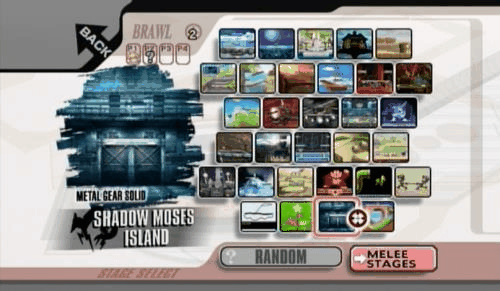 BACK
BRAWL 2
P1 P2 P3 P4
METAL GEAR SOLID
SHADOW MOSES
ISLAND
? RANDOM
MELEE
STAGES
STAGE SELECT